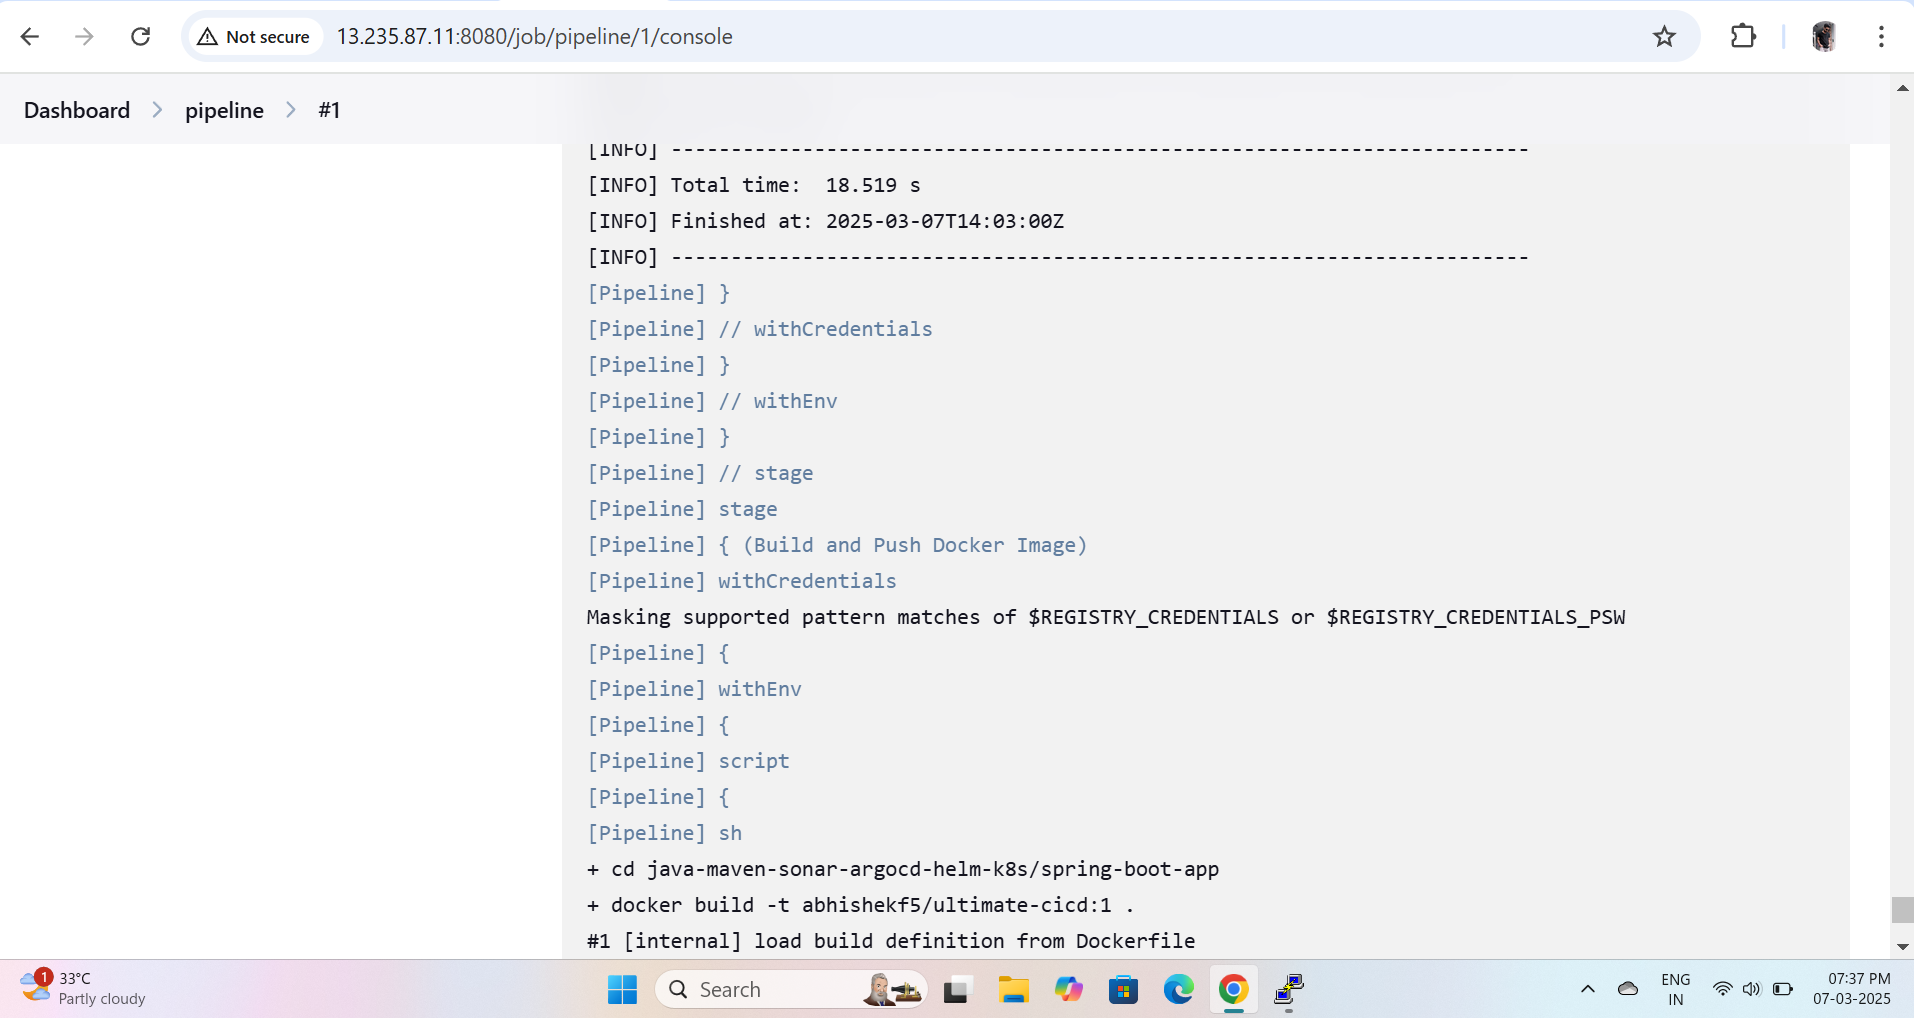 Not secure 13.235.87.11:8080/job/pipeline/1/console
Dashboard pipeline #1
[INFO] ------------------------------------------------------------------------
[INFO] Total time:  18.519 s
[INFO] Finished at: 2025-03-07T14:03:00Z
[INFO] ------------------------------------------------------------------------
[Pipeline] }
[Pipeline] // withCredentials
[Pipeline] }
[Pipeline] // withEnv
[Pipeline] }
[Pipeline] // stage
[Pipeline] stage
[Pipeline] { (Build and Push Docker Image)
[Pipeline] withCredentials
Masking supported pattern matches of $REGISTRY_CREDENTIALS or $REGISTRY_CREDENTIALS_PSW
[Pipeline] {
[Pipeline] withEnv
[Pipeline] {
[Pipeline] script
[Pipeline] {
[Pipeline] sh
+ cd java-maven-sonar-argocd-helm-k8s/spring-boot-app
+ docker build -t abhishekf5/ultimate-cicd:1 .
#1 [internal] load build definition from Dockerfile
1
33°C
Partly cloudy
Search
ENG
IN
07:37 PM
07-03-2025